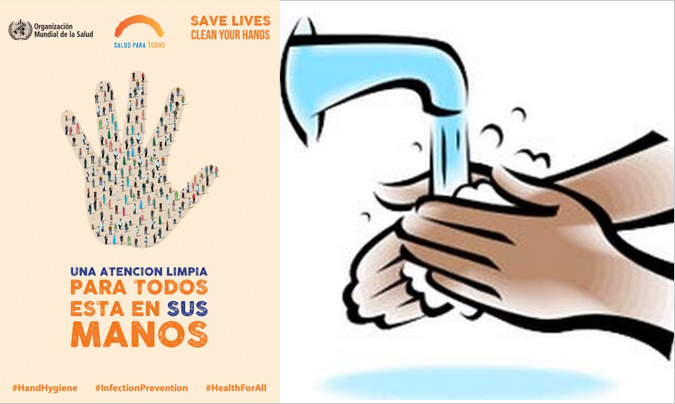 Organización
Mundial de la Salud
SALUD PARA TODOS
SAVE LIVES
CLEAN YOUR HANDS
UNA ATENCION LIMPIA
PARA TODOS
ESTA EN SUS
MANOS
#HandHygiene #InfectionPrevention #HealthForAll